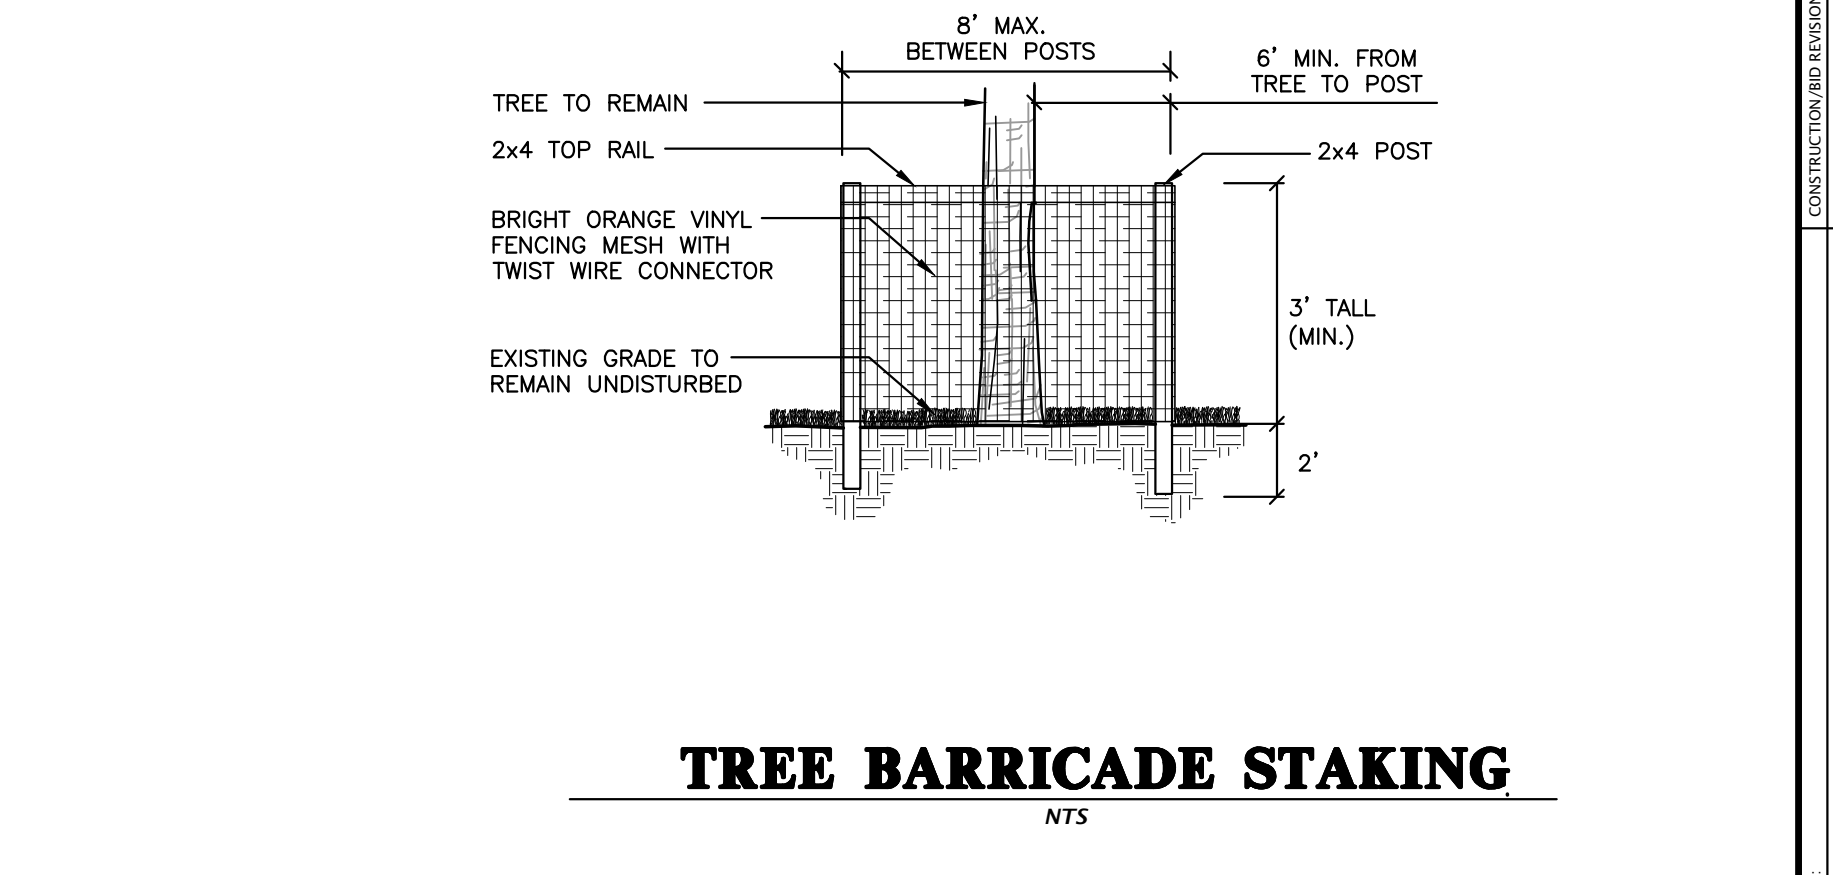 8' MAX.
BETWEEN POSTS
6' MIN. FROM
TREE TO POST
TREE TO REMAIN
2x4 TOP RAIL
2x4 POST
BRIGHT ORANGE VINYL
FENCING MESH WITH
TWIST WIRE CONNECTOR
3' TALL
(MIN.)
EXISTING GRADE TO
REMAIN UNDISTURBED
2'
TREE BARRICADE STAKING
NTS
CONSTRUCTION/BID REVISION